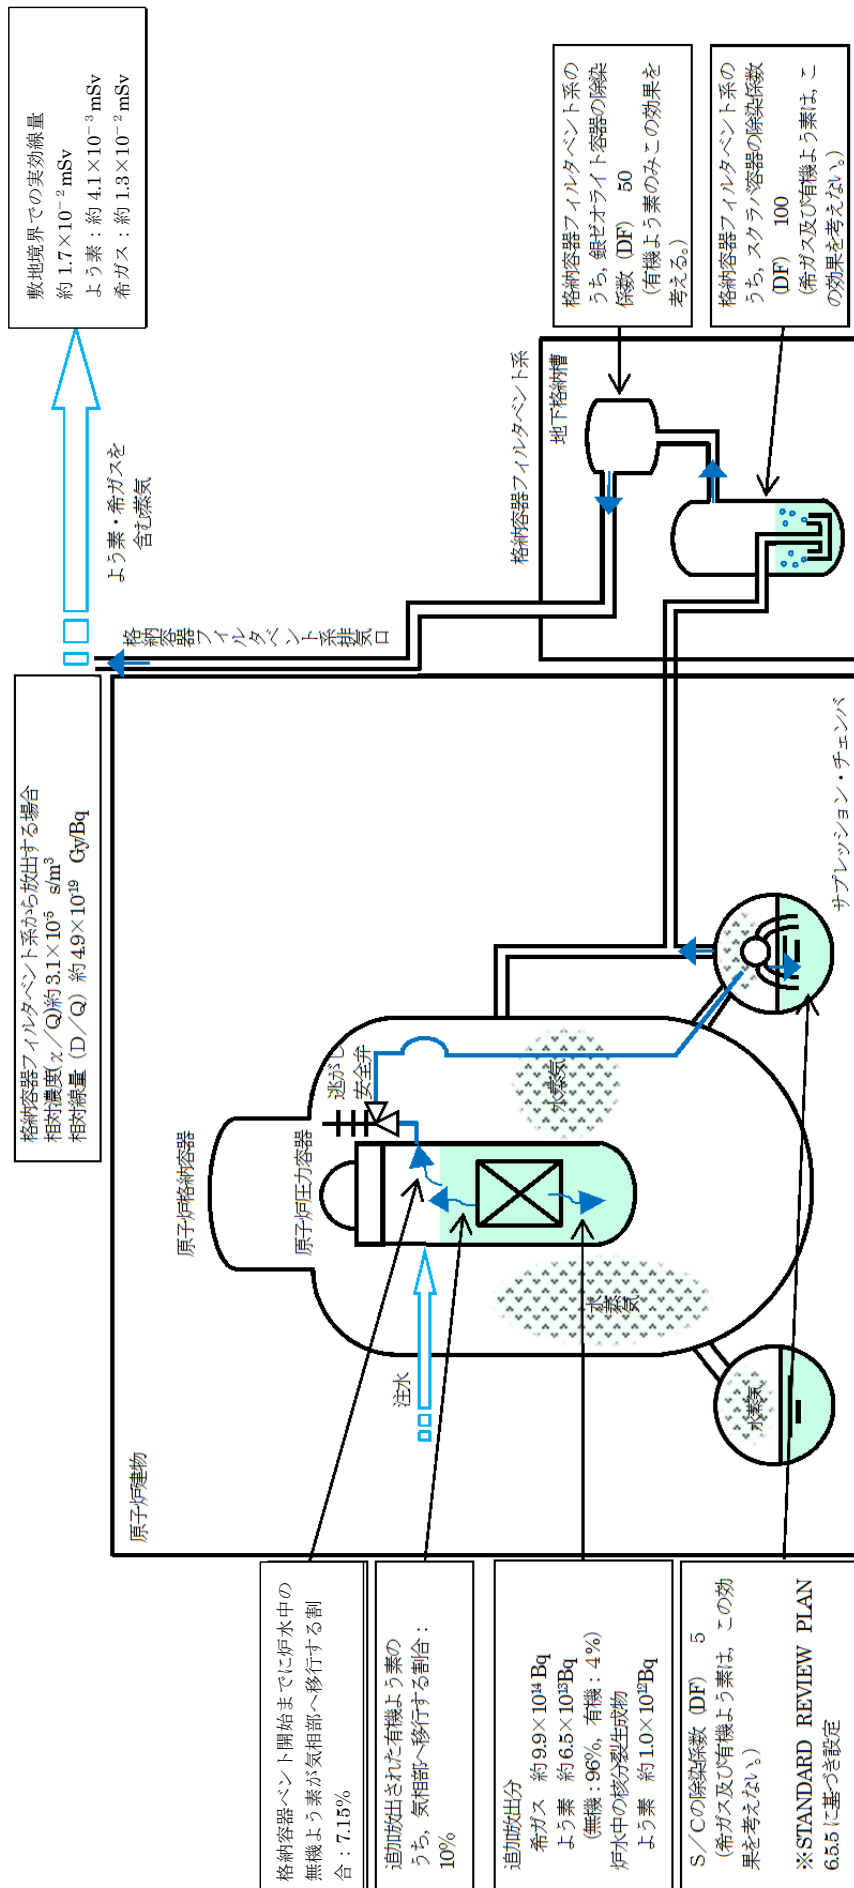 敷地境界での実効線量
約 1.7×10⁻² mSv
よう素：約 4.1×10⁻³ mSv
希ガス：約 1.3×10⁻² mSv
よう素・希ガスを
含む蒸気
格納容器フィルタベント系排気口
格納容器フィルタベント系から放出する場合
相対濃度(χ／Q)約 3.1×10⁻⁵ s/m³
相対線量（D／Q）約 4.9×10⁻¹⁹ Gy/Bq
格納容器フィルタベント系の
うち，銀ゼオライト容器の除染
係数（DF） 50
（有機よう素のみこの効果を
考える。）
格納容器フィルタベント系の
うち，スクラバ容器の除染係数
（DF） 100
（希ガス及び有機よう素は，こ
の効果を考えない。）
格納容器フィルタベント系
地下格納槽
原子炉建物
原子炉格納容器
原子炉圧力容器
逃がし
安全弁
注水
水蒸気
水蒸気
水蒸気
サプレッション・チェンバ
格納容器ベント開始までに炉水中の
無機よう素が気相部へ移行する割
合：7.15%
追加放出された有機よう素の
うち，気相部へ移行する割合：
10%
追加放出分
希ガス 約 9.9×10¹⁴ Bq
よう素 約 6.5×10¹³Bq
(無機：96%，有機：4%)
炉水中の核分裂生成物
よう素 約 1.0×10¹²Bq
S／Cの除染係数（DF） 5
（希ガス及び有機よう素は，この効
果を考えない。）
※STANDARD REVIEW PLAN
6.5.5 に基づき設定